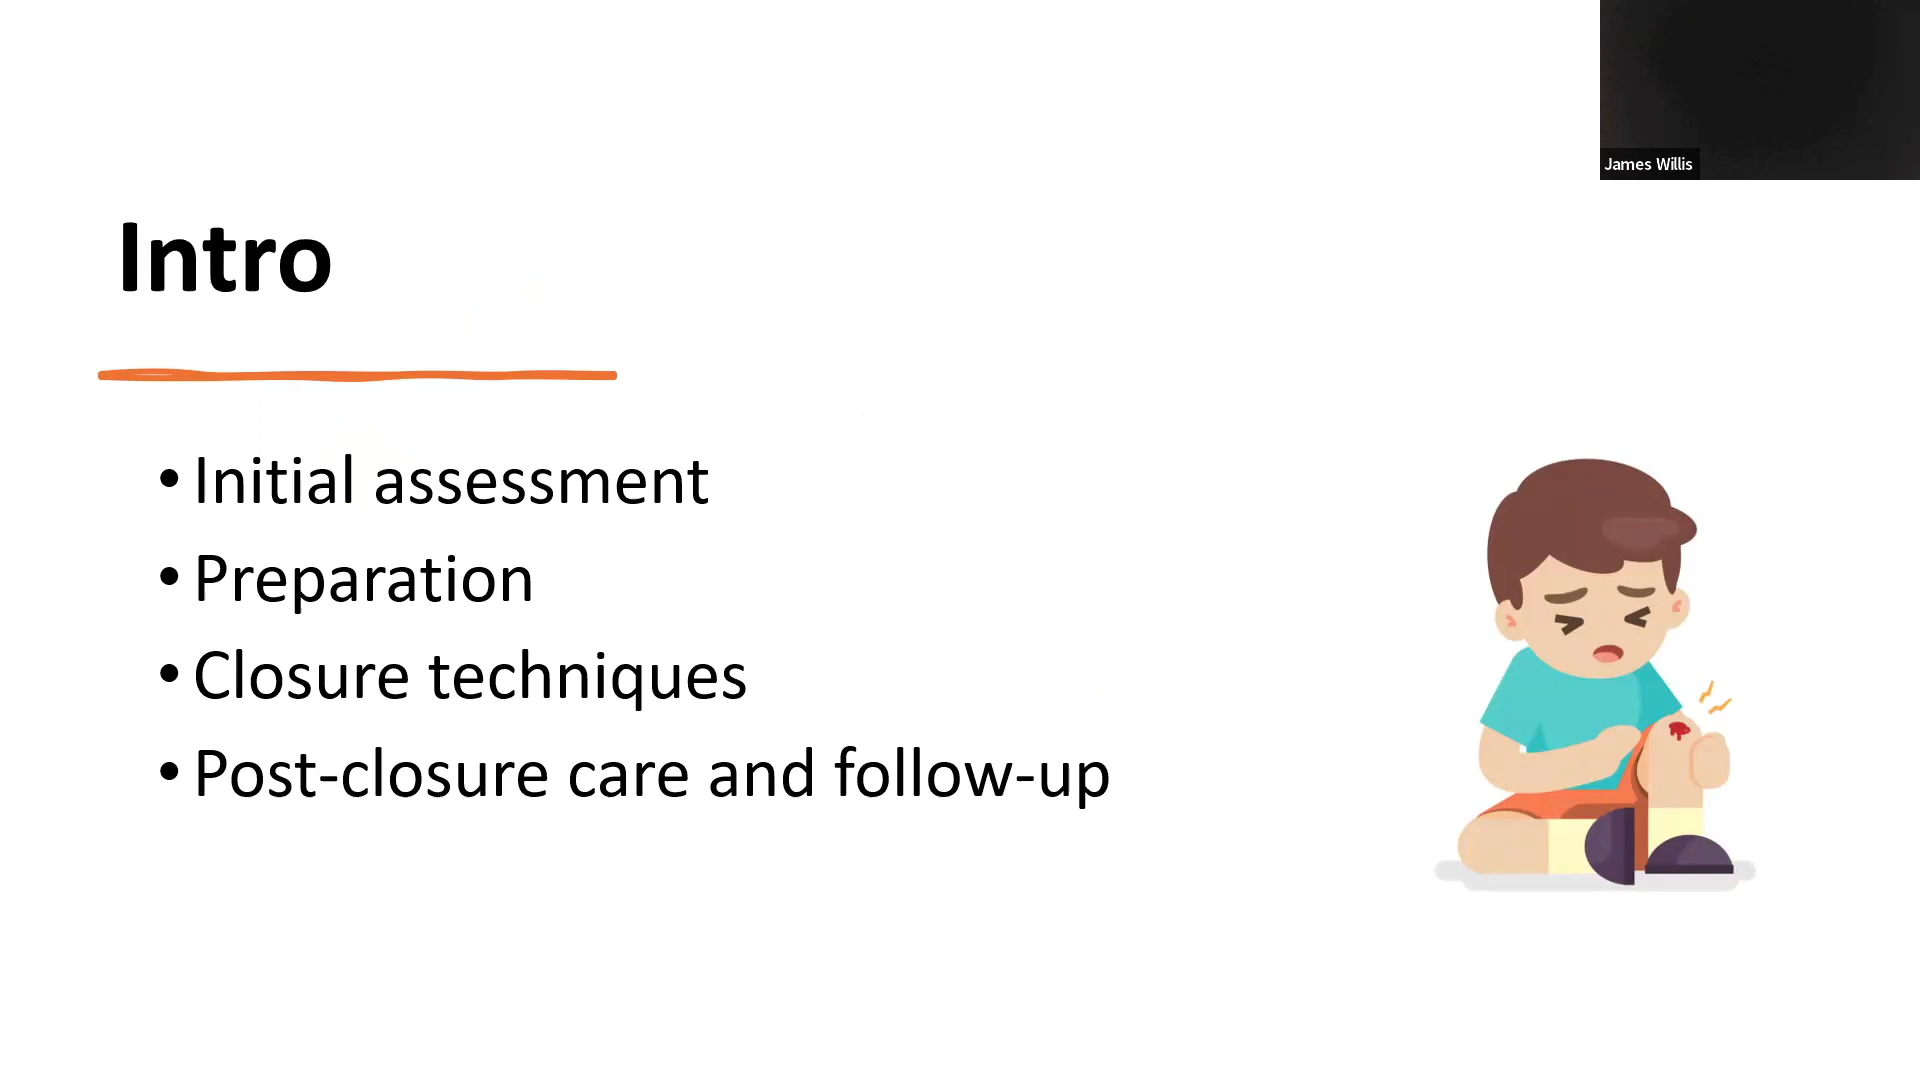 James Willis
Intro
• Initial assessment
• Preparation
• Closure techniques
• Post-closure care and follow-up